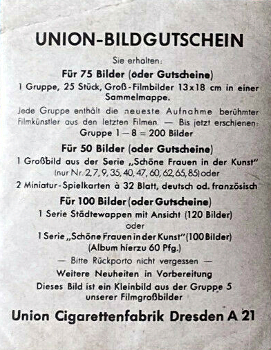 UNION-BILDGUTSCHEIN
Sie erhalten:
Für 75 Bilder (oder Gutscheine)
1 Gruppe, 25 Stück, Groß-Filmbilder 13x18 cm in einer
Sammelmappe.
Jede Gruppe enthält die neueste Aufnahme berühmter
Filmkünstler aus den letzten Filmen — Bis jetzt erschienen:
Gruppe 1 — 8 = 200 Bilder
Für 50 Bilder (oder Gutscheine)
1 Großbild aus der Serie „Schöne Frauen in der Kunst"
(nur Nr. 2, 7, 9, 35, 40, 47, 60, 62, 65, 85) oder
2 Miniatur-Spielkarten à 32 Blatt, deutsch od. französisch
Für 100 Bilder (oder Gutscheine)
1 Serie Städtewappen mit Ansicht (120 Bilder)
oder
1 Serie „Schöne Frauen in der Kunst" (100 Bilder)
(Album hierzu 60 Pfg.)
— Bitte Rückporto nicht vergessen —
Weitere Neuheiten in Vorbereitung
Dieses Bild ist ein Kleinbild aus der Gruppe 5
unserer Filmgroßbilder
Union Cigarettenfabrik Dresden A 21